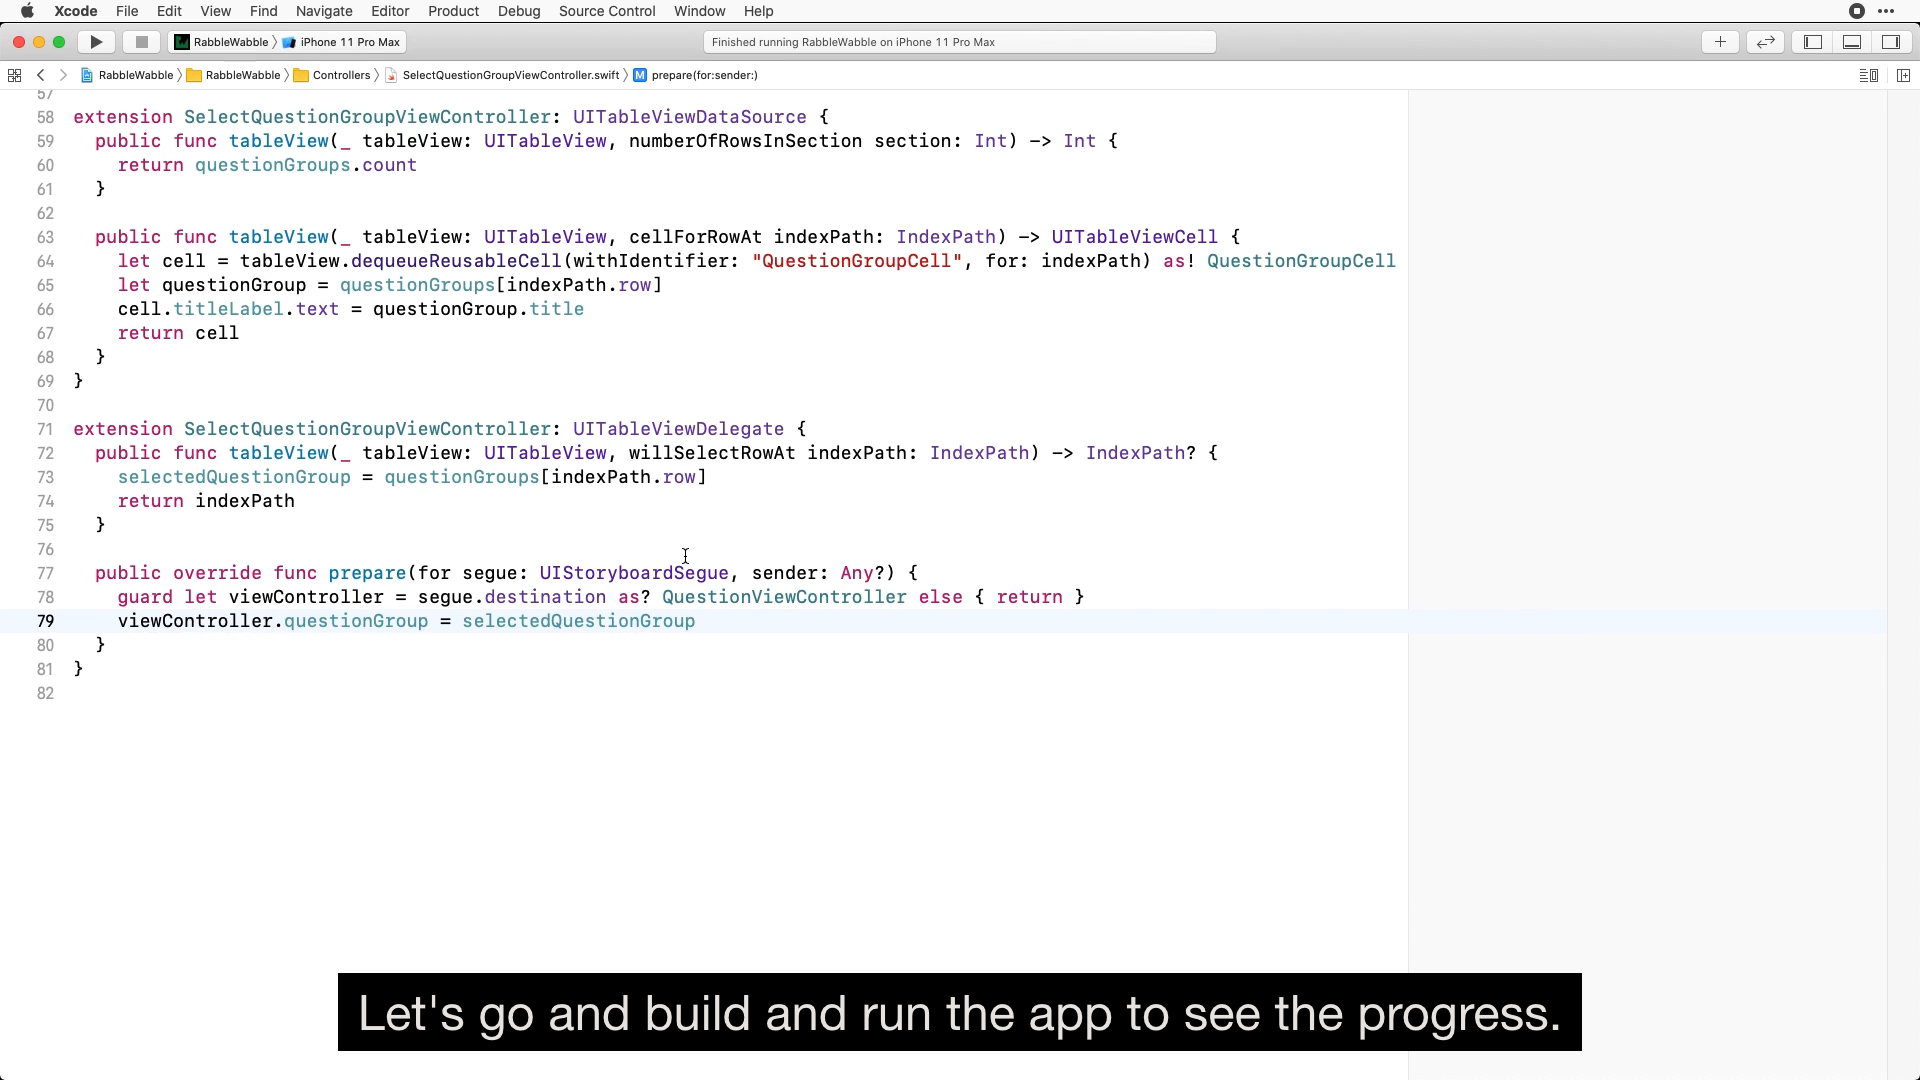 Xcode File Edit View Find Navigate Editor Product Debug Source Control Window Help
RabbleWabble 〉 iPhone 11 Pro Max Finished running RabbleWabble on iPhone 11 Pro Max
RabbleWabble 〉 RabbleWabble 〉 Controllers 〉 SelectQuestionGroupViewController.swift 〉 M prepare(for:sender:)
57
58 extension SelectQuestionGroupViewController: UITableViewDataSource {
59 public func tableView(_ tableView: UITableView, numberOfRowsInSection section: Int) -> Int {
60 return questionGroups.count
61 }
62
63 public func tableView(_ tableView: UITableView, cellForRowAt indexPath: IndexPath) -> UITableViewCell {
64 let cell = tableView.dequeueReusableCell(withIdentifier: "QuestionGroupCell", for: indexPath) as! QuestionGroupCell
65 let questionGroup = questionGroups[indexPath.row]
66 cell.titleLabel.text = questionGroup.title
67 return cell
68 }
69 }
70
71 extension SelectQuestionGroupViewController: UITableViewDelegate {
72 public func tableView(_ tableView: UITableView, willSelectRowAt indexPath: IndexPath) -> IndexPath? {
73 selectedQuestionGroup = questionGroups[indexPath.row]
74 return indexPath
75 }
76
77 public override func prepare(for segue: UIStoryboardSegue, sender: Any?) {
78 guard let viewController = segue.destination as? QuestionViewController else { return }
79 viewController.questionGroup = selectedQuestionGroup
80 }
81 }
82
Let's go and build and run the app to see the progress.